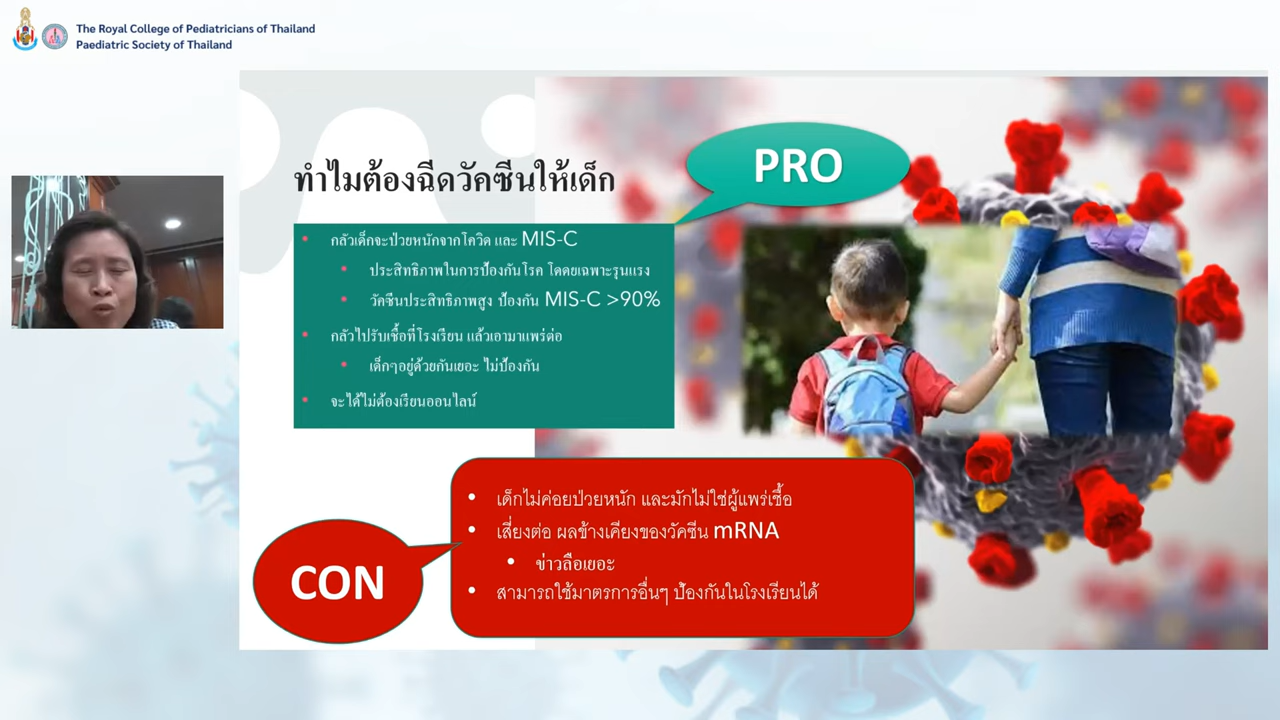 The Royal College of Pediatricians of Thailand
Paediatric Society of Thailand
ทำไมต้องฉีดวัคซีนให้เด็ก
PRO
• กลัวเด็กจะป่วยหนักจากโควิด และ MIS-C
• ประสิทธิภาพในการป้องกันโรค โดดยเฉพาะรุนแรง
• วัคซีนประสิทธิภาพสูง ป้องกัน MIS-C >90%
• กลัวไปรับเชื้อที่โรงเรียน แล้วเอามาแพร่ต่อ
• เด็กๆอยู่ด้วยกันเยอะ ไม่ป้องกัน
• จะได้ไม่ต้องเรียนออนไลน์
CON
• เด็กไม่ค่อยป่วยหนัก และมักไม่ใช่ผู้แพร่เชื้อ
• เสี่ยงต่อ ผลข้างเคียงของวัคซีน mRNA
• ข่าวลือเยอะ
• สามารถใช้มาตรการอื่นๆ ป้องกันในโรงเรียนได้